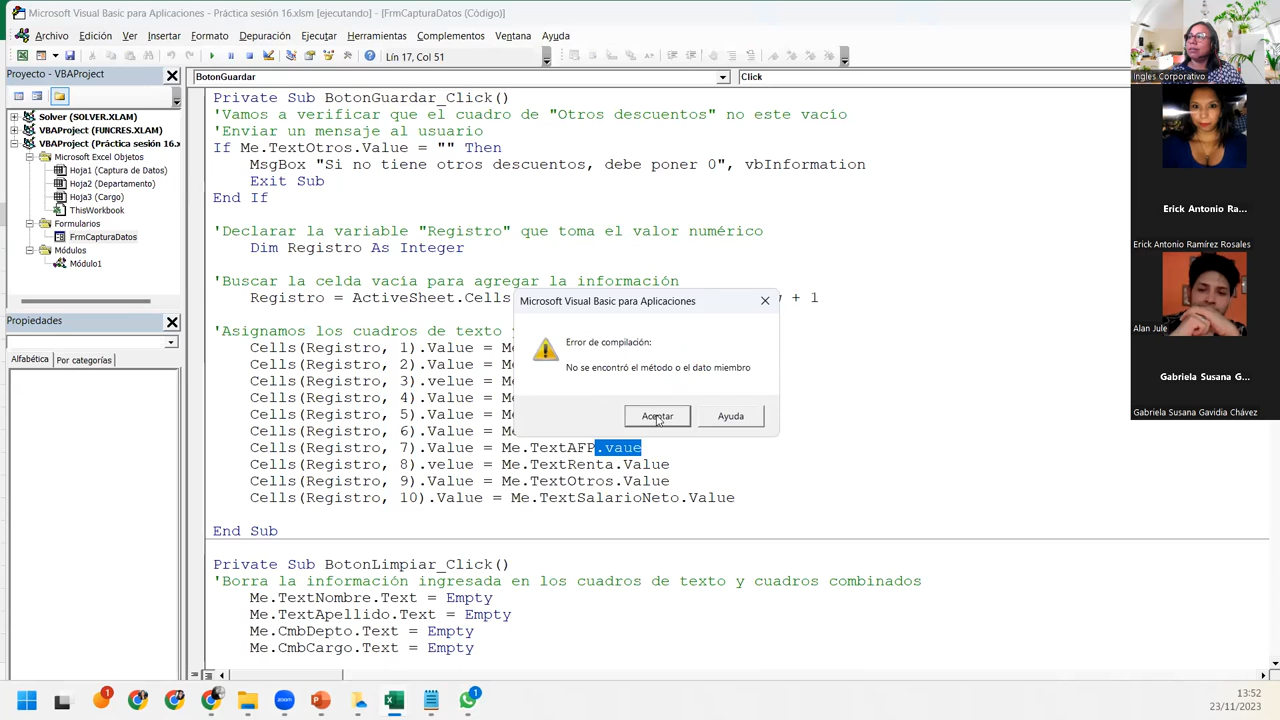 Microsoft Visual Basic para Aplicaciones - Práctica sesión 16.xlsm [ejecutando] - [FrmCapturaDatos (Código)]
Archivo Edición Ver Insertar Formato Depuración Ejecutar Herramientas Complementos Ventana Ayuda
Lín 17, Col 51
Proyecto - VBAProject
Solver (SOLVER.XLAM)
VBAProject (FUNCRES.XLAM)
VBAProject (Práctica sesión 16.x
Microsoft Excel Objetos
Hoja1 (Captura de Datos)
Hoja2 (Departamento)
Hoja3 (Cargo)
ThisWorkbook
Formularios
FrmCapturaDatos
Módulos
Módulo1
Propiedades
Alfabética Por categorías
BotonGuardar Click
Private Sub BotonGuardar_Click()
'Vamos a verificar que el cuadro de "Otros descuentos" no este vacío
'Enviar un mensaje al usuario
If Me.TextOtros.Value = "" Then
MsgBox "Si no tiene otros descuentos, debe poner 0", vbInformation
Exit Sub
End If
'Declarar la variable "Registro" que toma el valor numérico
Dim Registro As Integer
'Buscar la celda vacía para agregar la información
Registro = ActiveSheet.Cells + 1
'Asignamos los cuadros de texto
Cells(Registro, 1).Value = Me
Cells(Registro, 2).Value = Me
Cells(Registro, 3).velue = Me
Cells(Registro, 4).Value = Me
Cells(Registro, 5).Value = Me
Cells(Registro, 6).Value = Me
Cells(Registro, 7).Value = Me.TextAFP.vaue
Cells(Registro, 8).velue = Me.TextRenta.Value
Cells(Registro, 9).Value = Me.TextOtros.Value
Cells(Registro, 10).Value = Me.TextSalarioNeto.Value
End Sub
Private Sub BotonLimpiar_Click()
'Borra la información ingresada en los cuadros de texto y cuadros combinados
Me.TextNombre.Text = Empty
Me.TextApellido.Text = Empty
Me.CmbDepto.Text = Empty
Me.CmbCargo.Text = Empty
Microsoft Visual Basic para Aplicaciones
Error de compilación:
No se encontró el método o el dato miembro
Aceptar Ayuda
Ingles Corporativo
Erick Antonio Ra...
Erick Antonio Ramírez Rosales
Alan Jule
Gabriela Susana G...
Gabriela Susana Gavidia Chávez
1
zoom
1
13:52
23/11/2023